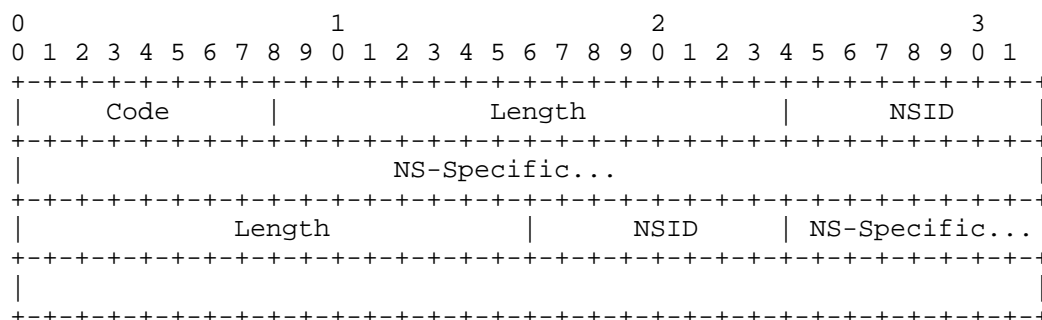 0                   1                   2                   3
0 1 2 3 4 5 6 7 8 9 0 1 2 3 4 5 6 7 8 9 0 1 2 3 4 5 6 7 8 9 0 1
+-+-+-+-+-+-+-+-+-+-+-+-+-+-+-+-+-+-+-+-+-+-+-+-+-+-+-+-+-+-+-+-+
|     Code      |             Length            |      NSID     |
+-+-+-+-+-+-+-+-+-+-+-+-+-+-+-+-+-+-+-+-+-+-+-+-+-+-+-+-+-+-+-+-+
|                       NS-Specific...                          |
+-+-+-+-+-+-+-+-+-+-+-+-+-+-+-+-+-+-+-+-+-+-+-+-+-+-+-+-+-+-+-+-+
|             Length            |      NSID     | NS-Specific...
+-+-+-+-+-+-+-+-+-+-+-+-+-+-+-+-+-+-+-+-+-+-+-+-+-+-+-+-+-+-+-+-+
|                                                               |
+-+-+-+-+-+-+-+-+-+-+-+-+-+-+-+-+-+-+-+-+-+-+-+-+-+-+-+-+-+-+-+-+